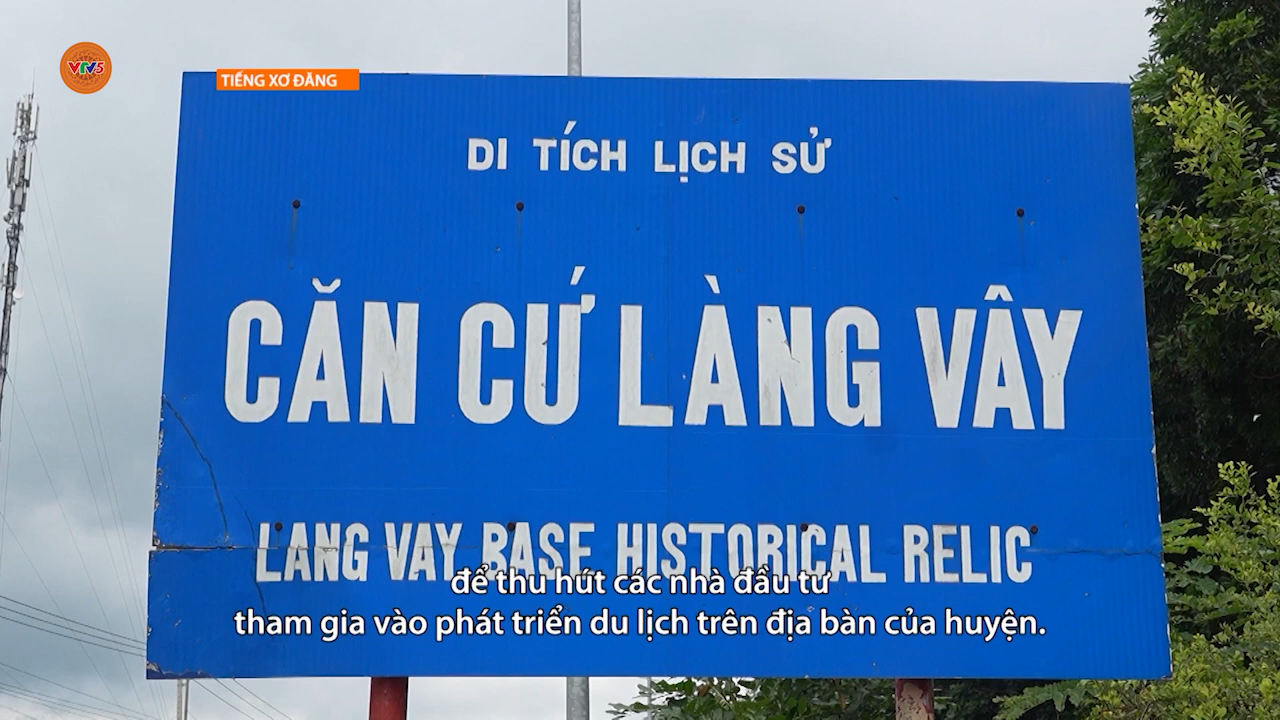 VTV5
TIẾNG XƠ ĐĂNG
DI TÍCH LỊCH SỬ
CĂN CỨ LÀNG VÂY
LANG VAY BASE HISTORICAL RELIC
để thu hút các nhà đầu tư
tham gia vào phát triển du lịch trên địa bàn của huyện.